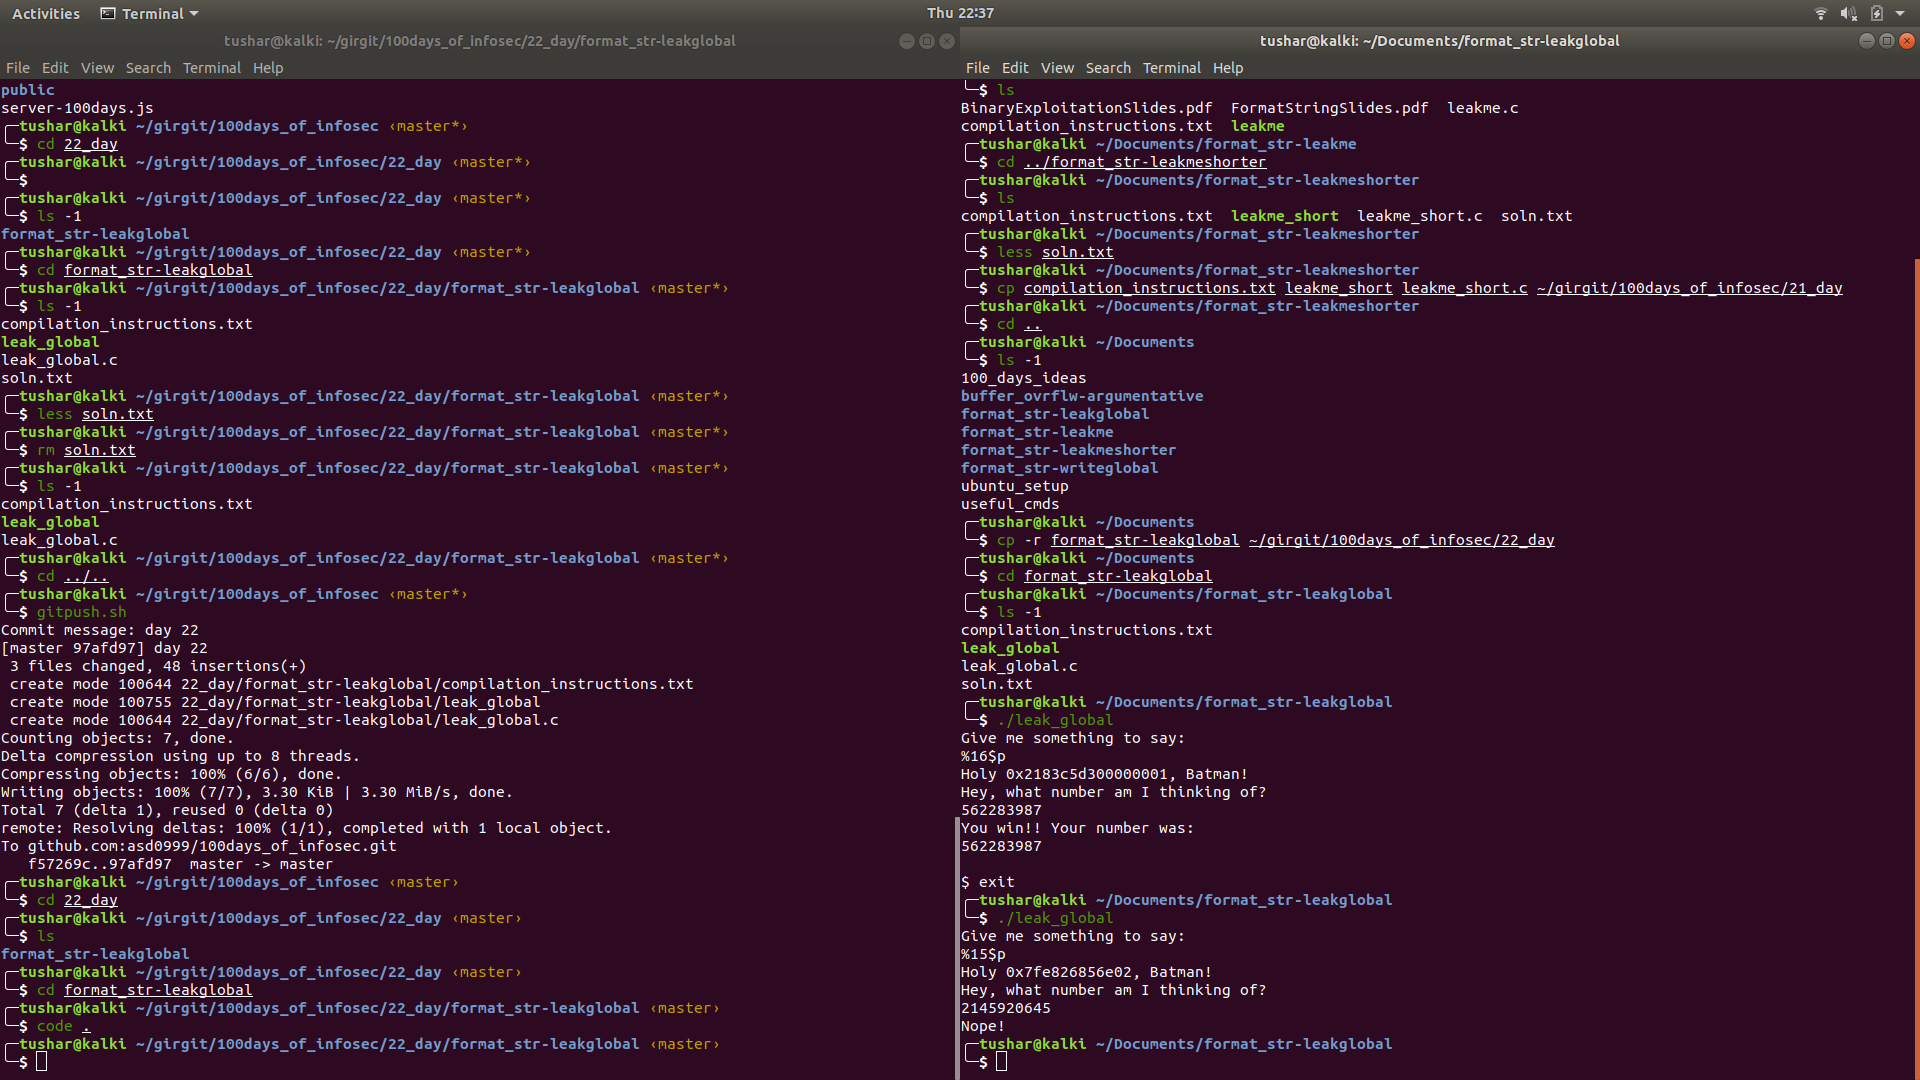 Activities Terminal Thu 22:37
tushar@kalki: ~/girgit/100days_of_infosec/22_day/format_str-leakglobal
File Edit View Search Terminal Help
public
server-100days.js
tushar@kalki ~/girgit/100days_of_infosec ‹master*›
$ cd 22_day
tushar@kalki ~/girgit/100days_of_infosec/22_day ‹master*›
$
tushar@kalki ~/girgit/100days_of_infosec/22_day ‹master*›
$ ls -1
format_str-leakglobal
tushar@kalki ~/girgit/100days_of_infosec/22_day ‹master*›
$ cd format_str-leakglobal
tushar@kalki ~/girgit/100days_of_infosec/22_day/format_str-leakglobal ‹master*›
$ ls -1
compilation_instructions.txt
leak_global
leak_global.c
soln.txt
tushar@kalki ~/girgit/100days_of_infosec/22_day/format_str-leakglobal ‹master*›
$ less soln.txt
tushar@kalki ~/girgit/100days_of_infosec/22_day/format_str-leakglobal ‹master*›
$ rm soln.txt
tushar@kalki ~/girgit/100days_of_infosec/22_day/format_str-leakglobal ‹master*›
$ ls -1
compilation_instructions.txt
leak_global
leak_global.c
tushar@kalki ~/girgit/100days_of_infosec/22_day/format_str-leakglobal ‹master*›
$ cd ../..
tushar@kalki ~/girgit/100days_of_infosec ‹master*›
$ gitpush.sh
Commit message: day 22
[master 97afd97] day 22
3 files changed, 48 insertions(+)
create mode 100644 22_day/format_str-leakglobal/compilation_instructions.txt
create mode 100755 22_day/format_str-leakglobal/leak_global
create mode 100644 22_day/format_str-leakglobal/leak_global.c
Counting objects: 7, done.
Delta compression using up to 8 threads.
Compressing objects: 100% (6/6), done.
Writing objects: 100% (7/7), 3.30 KiB | 3.30 MiB/s, done.
Total 7 (delta 1), reused 0 (delta 0)
remote: Resolving deltas: 100% (1/1), completed with 1 local object.
To github.com:asd0999/100days_of_infosec.git
f57269c..97afd97 master -> master
tushar@kalki ~/girgit/100days_of_infosec ‹master›
$ cd 22_day
tushar@kalki ~/girgit/100days_of_infosec/22_day ‹master›
$ ls
format_str-leakglobal
tushar@kalki ~/girgit/100days_of_infosec/22_day ‹master›
$ cd format_str-leakglobal
tushar@kalki ~/girgit/100days_of_infosec/22_day/format_str-leakglobal ‹master›
$ code .
tushar@kalki ~/girgit/100days_of_infosec/22_day/format_str-leakglobal ‹master›
$
tushar@kalki: ~/Documents/format_str-leakglobal
File Edit View Search Terminal Help
$ ls
BinaryExploitationSlides.pdf FormatStringSlides.pdf leakme.c
compilation_instructions.txt leakme
tushar@kalki ~/Documents/format_str-leakme
$ cd ../format_str-leakmeshorter
tushar@kalki ~/Documents/format_str-leakmeshorter
$ ls
compilation_instructions.txt leakme_short leakme_short.c soln.txt
tushar@kalki ~/Documents/format_str-leakmeshorter
$ less soln.txt
tushar@kalki ~/Documents/format_str-leakmeshorter
$ cp compilation_instructions.txt leakme_short leakme_short.c ~/girgit/100days_of_infosec/21_day
tushar@kalki ~/Documents/format_str-leakmeshorter
$ cd ..
tushar@kalki ~/Documents
$ ls -1
100_days_ideas
buffer_ovrflw-argumentative
format_str-leakglobal
format_str-leakme
format_str-leakmeshorter
format_str-writeglobal
ubuntu_setup
useful_cmds
tushar@kalki ~/Documents
$ cp -r format_str-leakglobal ~/girgit/100days_of_infosec/22_day
tushar@kalki ~/Documents
$ cd format_str-leakglobal
tushar@kalki ~/Documents/format_str-leakglobal
$ ls -1
compilation_instructions.txt
leak_global
leak_global.c
soln.txt
tushar@kalki ~/Documents/format_str-leakglobal
$ ./leak_global
Give me something to say:
%16$p
Holy 0x2183c5d300000001, Batman!
Hey, what number am I thinking of?
562283987
You win!! Your number was:
562283987
$ exit
tushar@kalki ~/Documents/format_str-leakglobal
$ ./leak_global
Give me something to say:
%15$p
Holy 0x7fe826856e02, Batman!
Hey, what number am I thinking of?
2145920645
Nope!
tushar@kalki ~/Documents/format_str-leakglobal
$